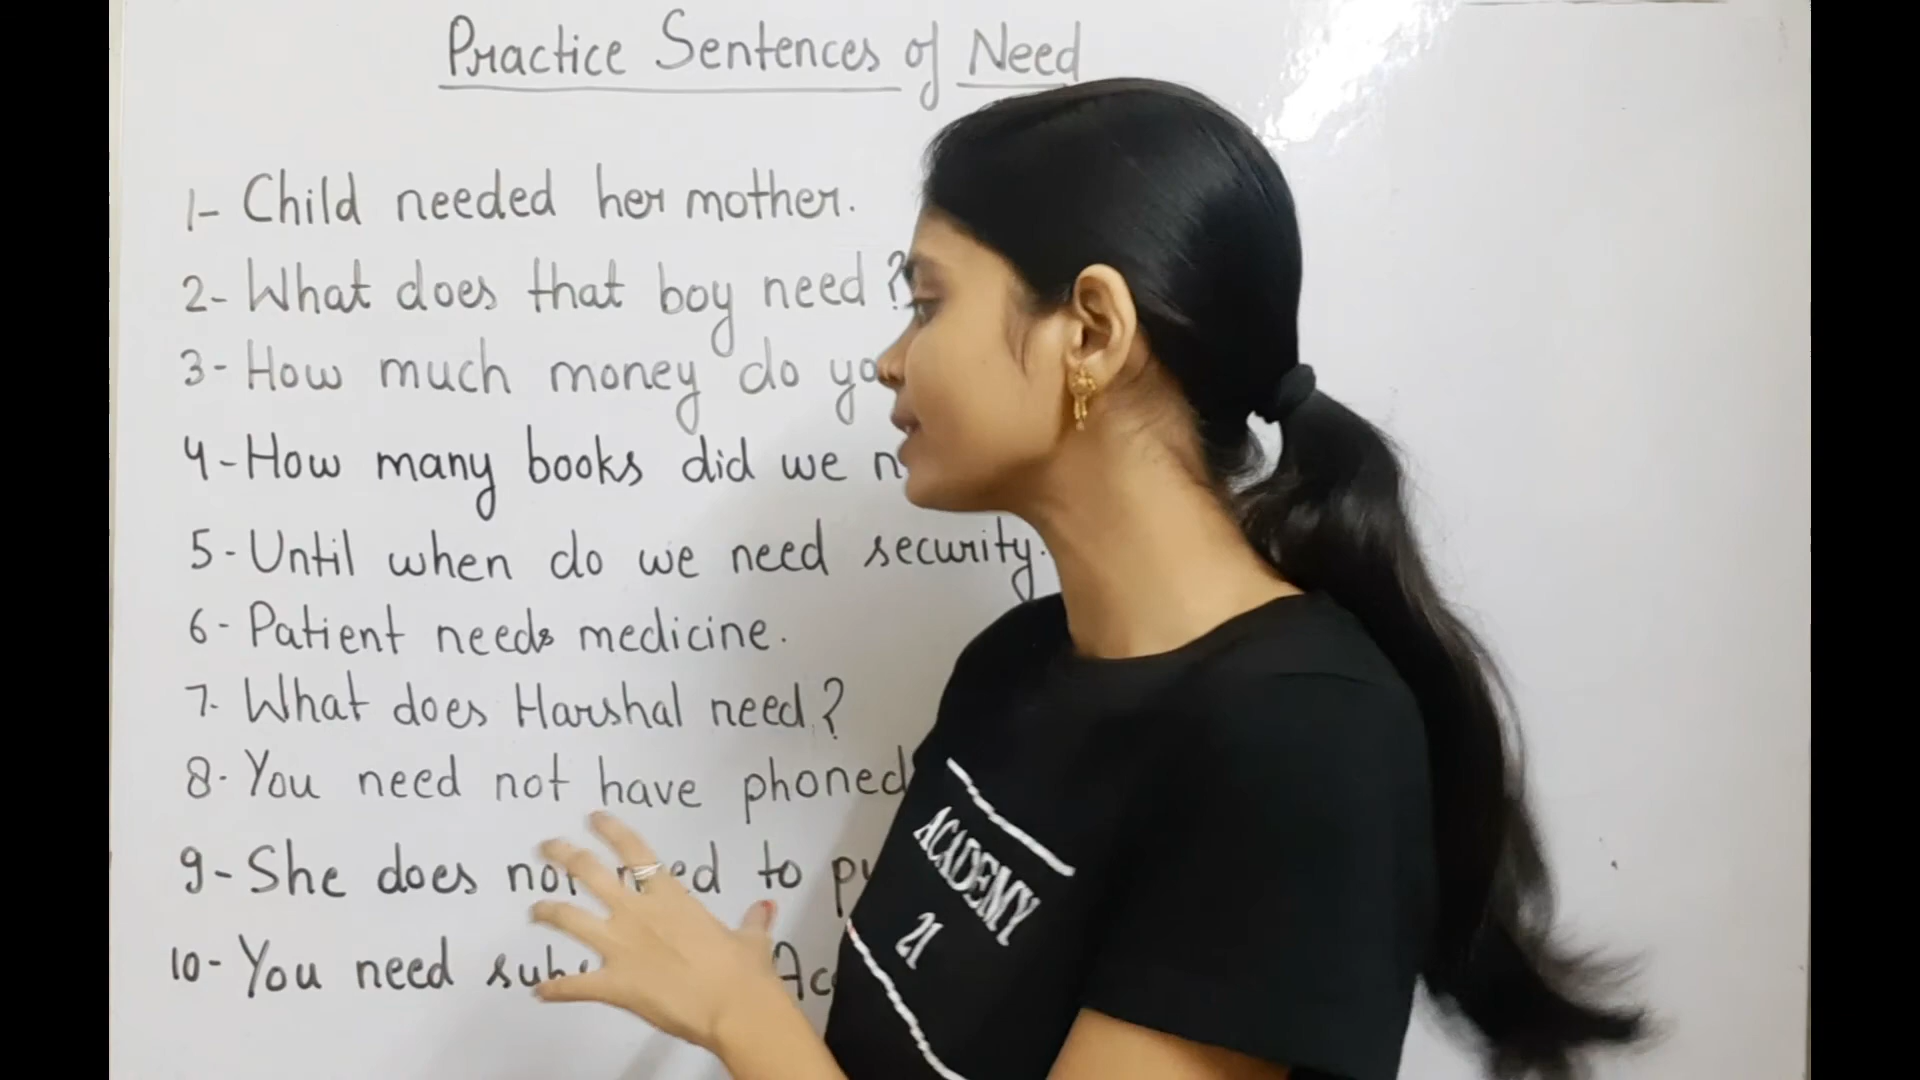 Practice Sentences of Need
1- Child needed her mother.
2- What does that boy need?
3- How much money do
4- How many books did we
5- Until when do we need security.
6- Patient needs medicine.
7- What does Harshal need?
8- You need not have phoned
9- She does not need to
10- You need
ACADEMY
21